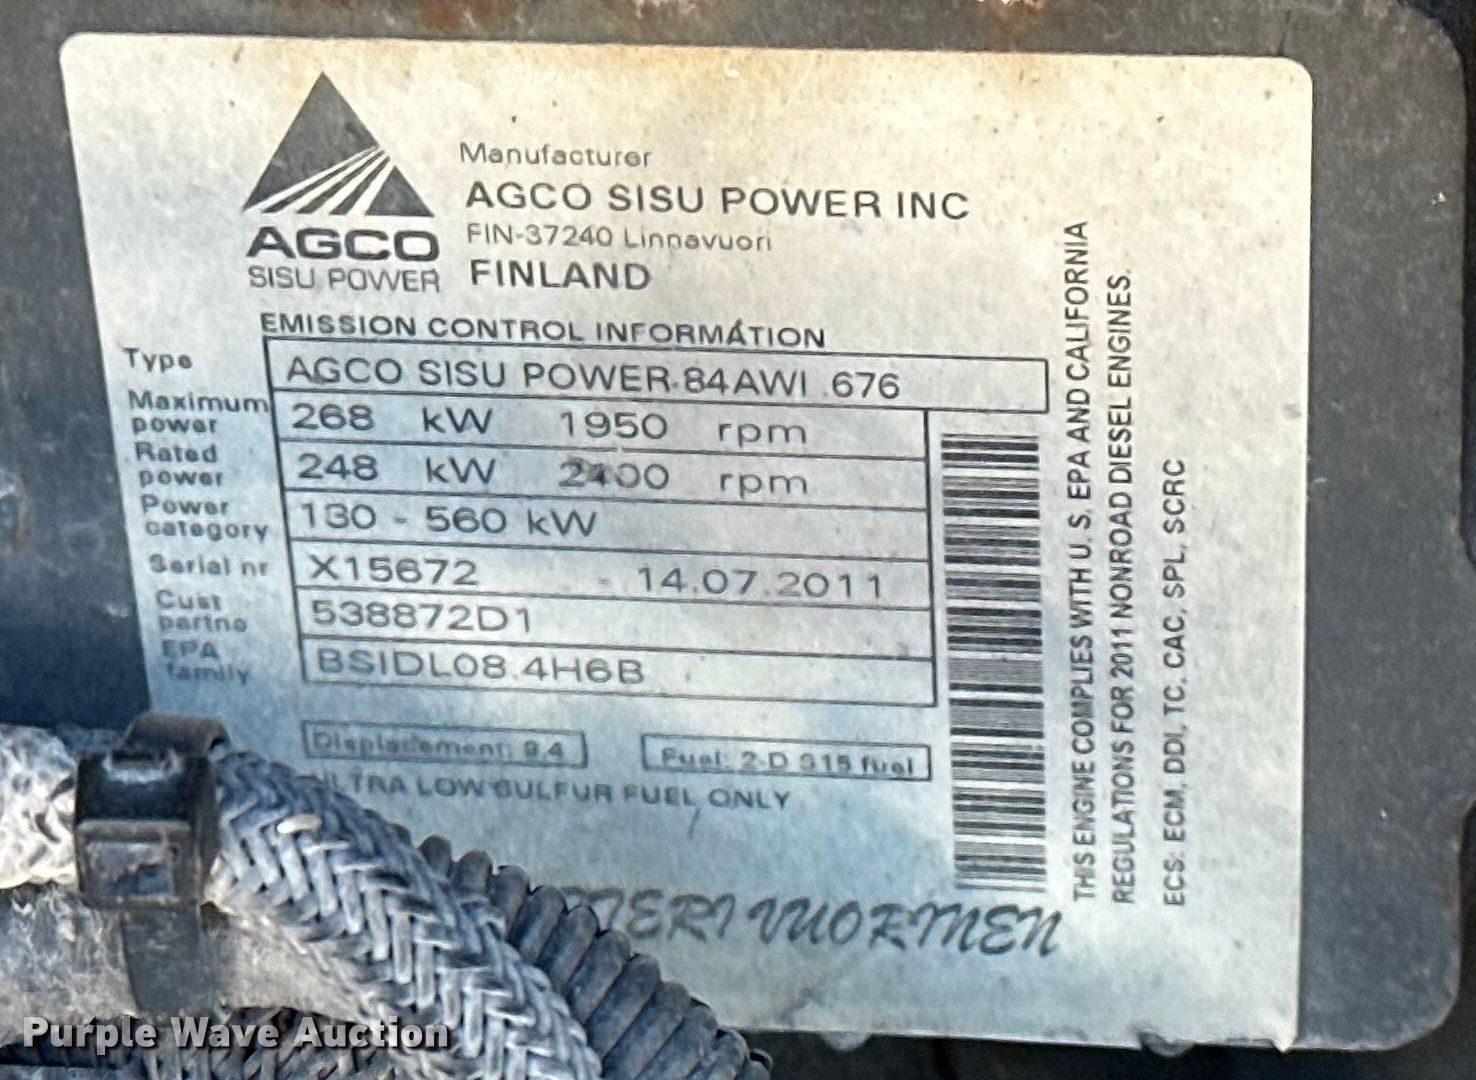 Manufacturer
AGCO SISU POWER INC
FIN-37240 Linnavuori
FINLAND
AGCO
SISU POWER
EMISSION CONTROL INFORMATION
Type AGCO SISU POWER 84AWI .676
Maximum power 268 kW 1950 rpm
Rated power 248 kW 2100 rpm
Power category 130 - 560 kW
Serial nr X15672 - 14.07.2011
Cust partno 538872D1
EPA family BSIDL08.4H6B
Displacement: 8,4 Fuel: 2-D S15 fuel
ULTRA LOW SULFUR FUEL ONLY
VUORINEN
THIS ENGINE COMPLIES WITH U. S. EPA AND CALIFORNIA
REGULATIONS FOR 2011 NONROAD DIESEL ENGINES.
ECS: ECM, DDI, TC, CAC, SPL, SCRC
Purple Wave Auction